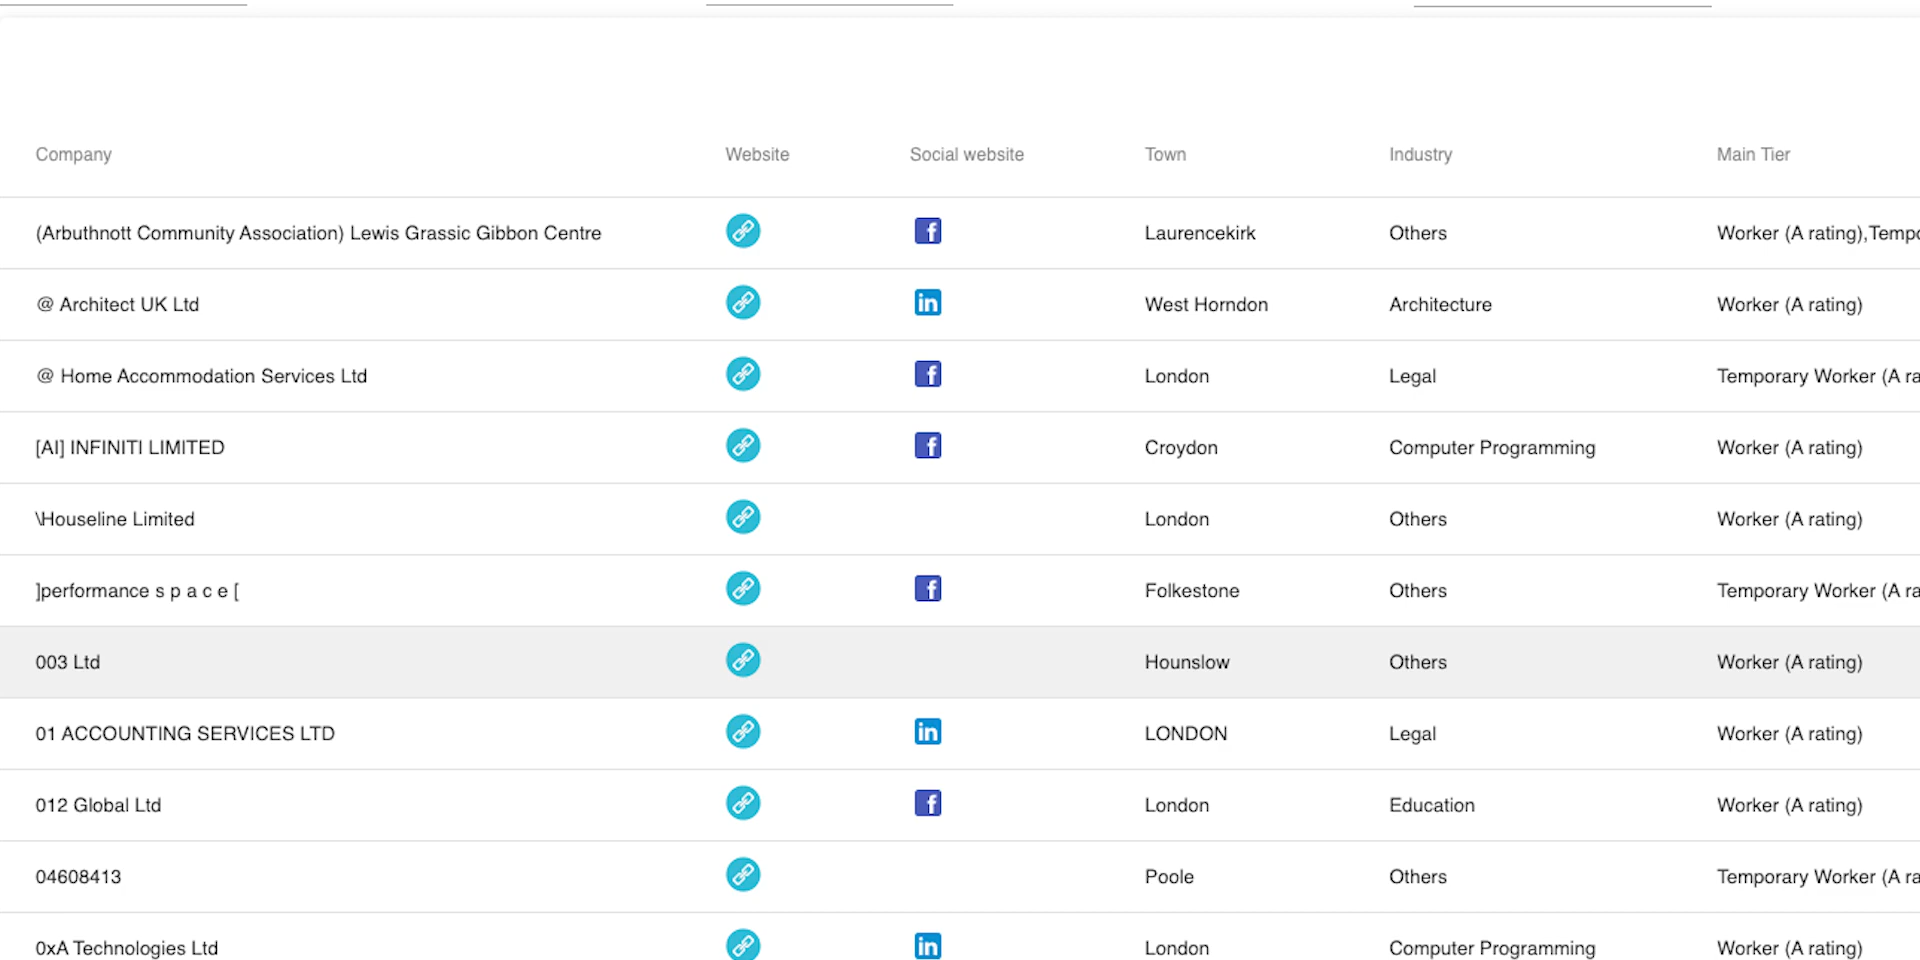 Company Website Social website Town Industry Main Tier
(Arbuthnott Community Association) Lewis Grassic Gibbon Centre Laurencekirk Others Worker (A rating),Tempo
@ Architect UK Ltd in West Horndon Architecture Worker (A rating)
@ Home Accommodation Services Ltd London Legal Temporary Worker (A ra
[AI] INFINITI LIMITED Croydon Computer Programming Worker (A rating)
\Houseline Limited London Others Worker (A rating)
]performance s p a c e [ Folkestone Others Temporary Worker (A ra
003 Ltd Hounslow Others Worker (A rating)
01 ACCOUNTING SERVICES LTD in LONDON Legal Worker (A rating)
012 Global Ltd London Education Worker (A rating)
04608413 Poole Others Temporary Worker (A ra
0xA Technologies Ltd in London Computer Programming Worker (A rating)